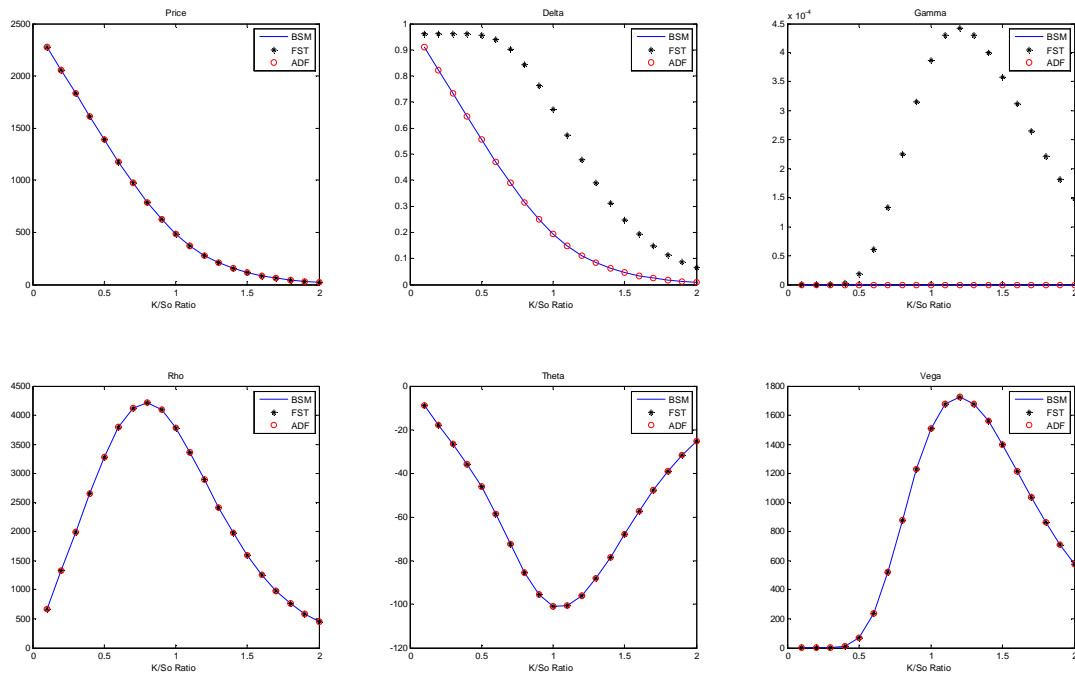 Price
2500
2000
1500
1000
500
0
0 0.5 1 1.5 2
K/So Ratio
BSM
FST
ADF
Delta
1
0.9
0.8
0.7
0.6
0.5
0.4
0.3
0.2
0.1
0
0 0.5 1 1.5 2
K/So Ratio
BSM
FST
ADF
Gamma
x 10-4
4.5
4
3.5
3
2.5
2
1.5
1
0.5
0
-0.5
0 0.5 1 1.5 2
K/So Ratio
BSM
FST
ADF
Rho
4500
4000
3500
3000
2500
2000
1500
1000
500
0
0 0.5 1 1.5 2
K/So Ratio
BSM
FST
ADF
Theta
0
-20
-40
-60
-80
-100
-120
0 0.5 1 1.5 2
K/So Ratio
BSM
FST
ADF
Vega
1800
1600
1400
1200
1000
800
600
400
200
0
0 0.5 1 1.5 2
K/So Ratio
BSM
FST
ADF